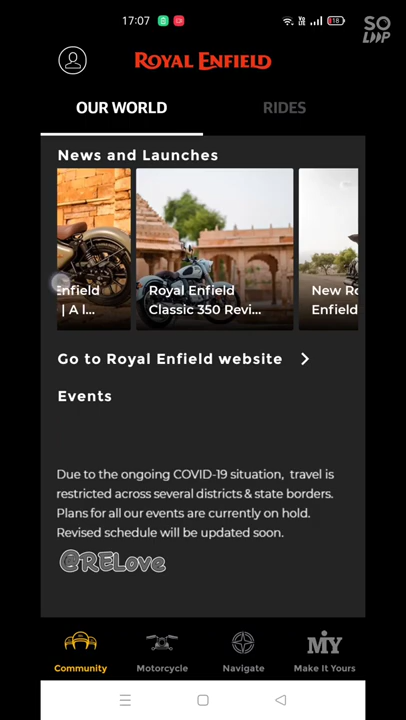 17:07
SO
LOOP
ROYAL ENFIELD
OUR WORLD
RIDES
News and Launches
Enfield
| A l...
Royal Enfield
Classic 350 Revi...
New Ro
Enfield
Go to Royal Enfield website
Events
Due to the ongoing COVID-19 situation, travel is
restricted across several districts & state borders.
Plans for all our events are currently on hold.
Revised schedule will be updated soon.
@RELove
Community
Motorcycle
Navigate
MiY
Make It Yours